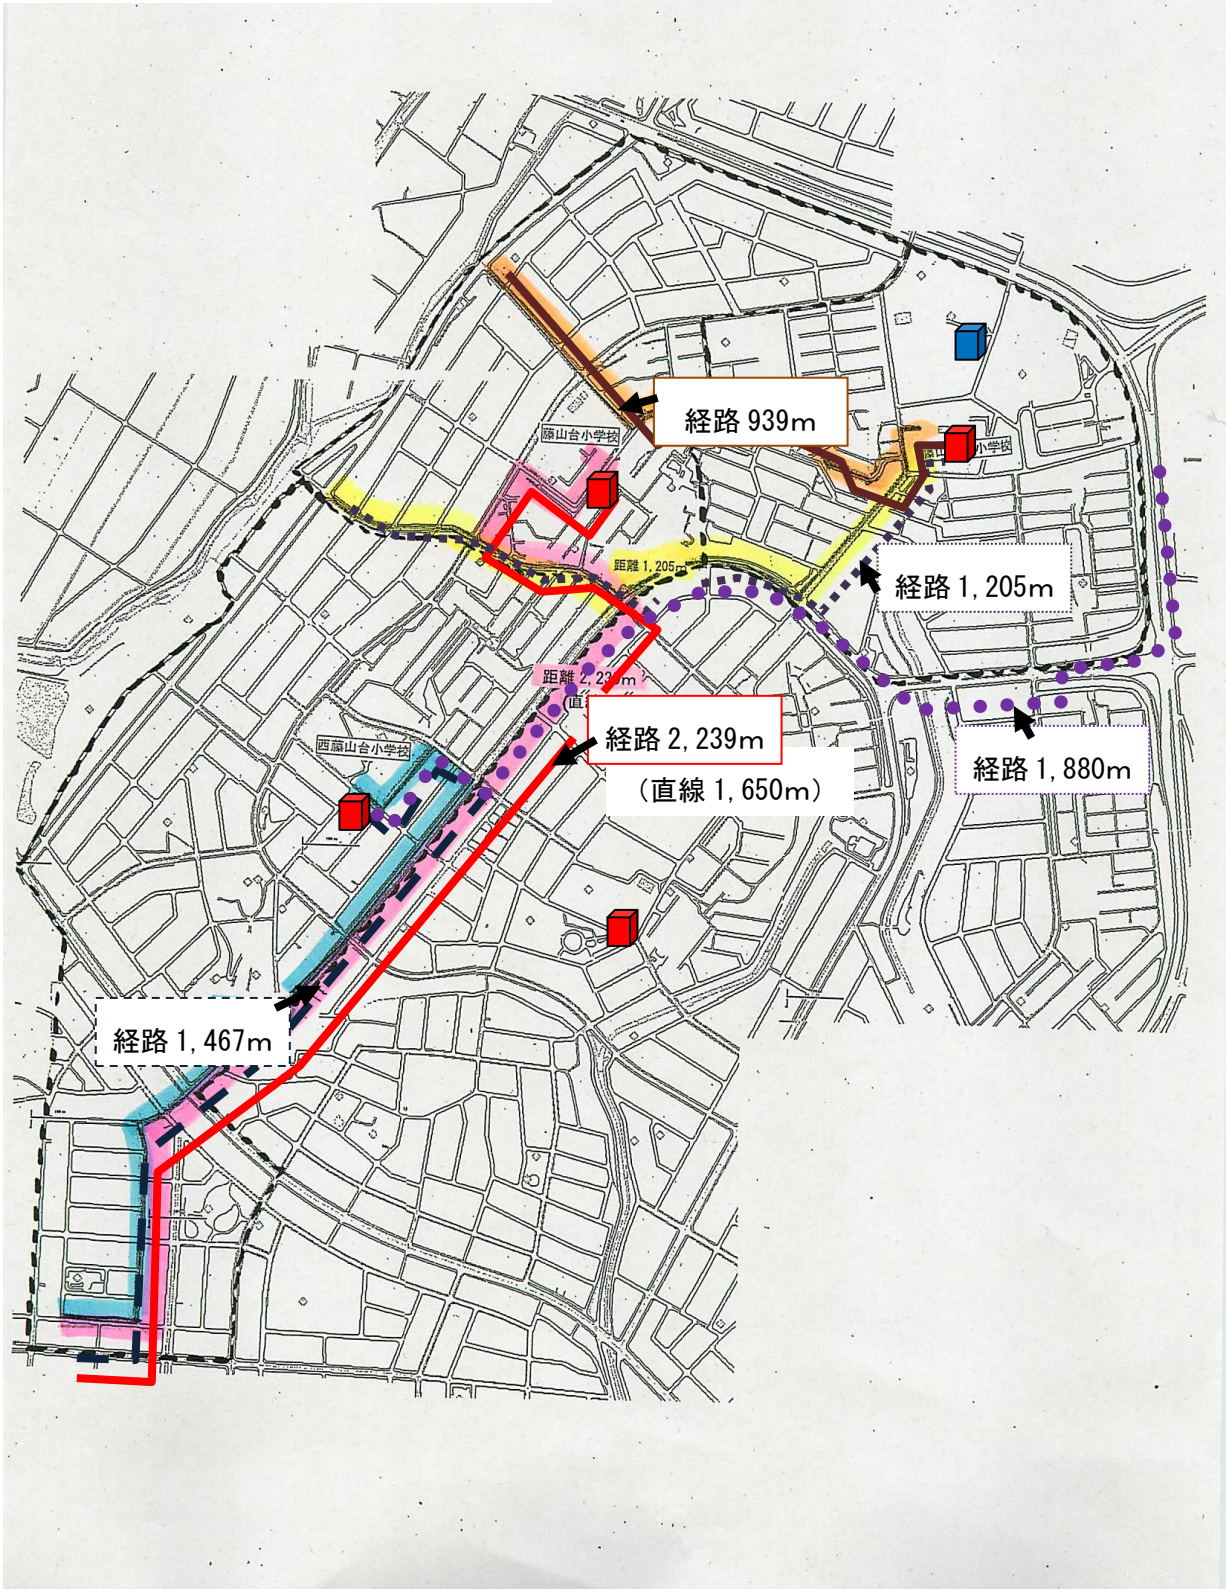 経路 939ｍ
藤山台小学校
小学校
距離 1,205m
経路 1,205ｍ
距離 2,239m
経路 2,239ｍ
（直線 1,650ｍ）
西藤山台小学校
経路 1,880ｍ
経路 1,467ｍ